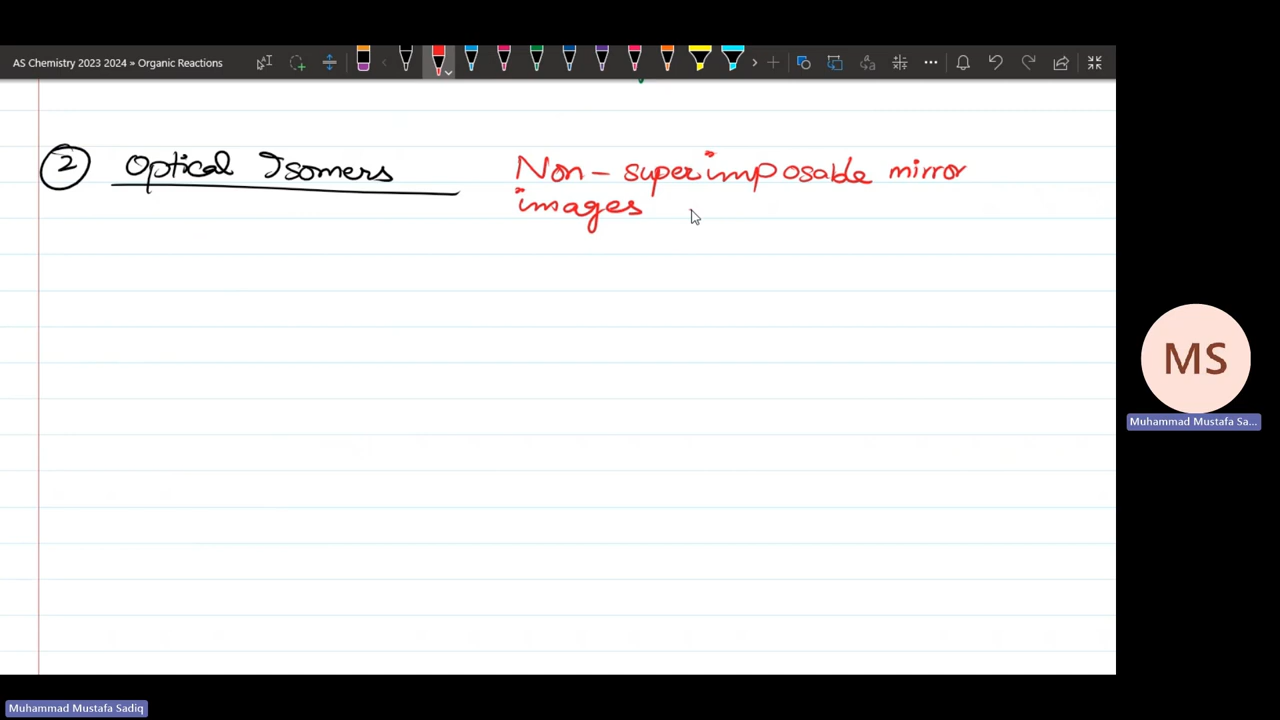 AS Chemistry 2023 2024 » Organic Reactions
2 Optical Isomers Non-superimposable mirror
images
MS
Muhammad Mustafa Sa...
Muhammad Mustafa Sadiq